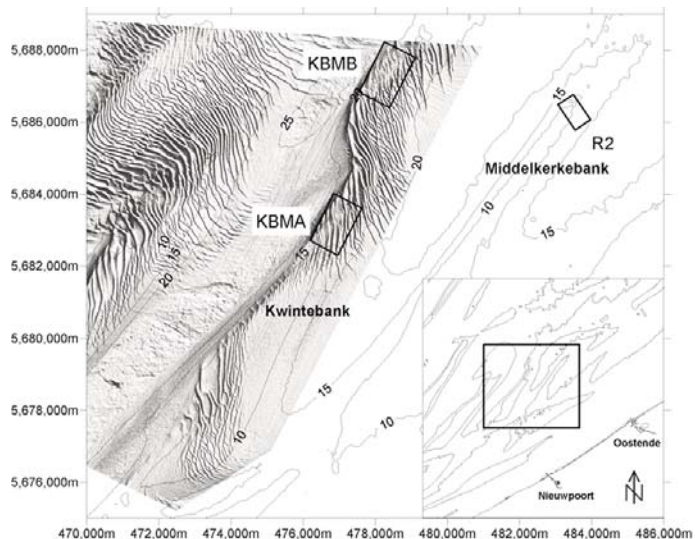 5,688,000m
5,686,000m
5,684,000m
5,682,000m
5,680,000m
5,678,000m
5,676,000m
KBMB
20
25
20
15
R2
Middelkerkebank
10
15
KBMA
15
10
15
20
Kwintebank
15
10
10
Oostende
Nieuwpoort
N
470,000m 472,000m 474,000m 476,000m 478,000m 480,000m 482,000m 484,000m 486,000m